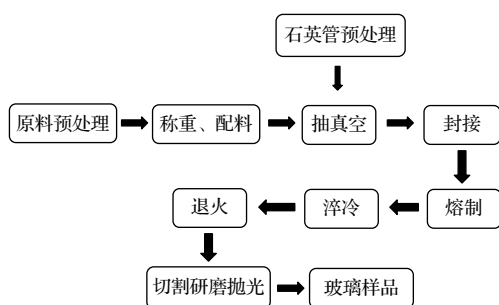 石英管预处理
原料预处理
称重、配料
抽真空
封接
退火
淬冷
熔制
切割研磨抛光
玻璃样品